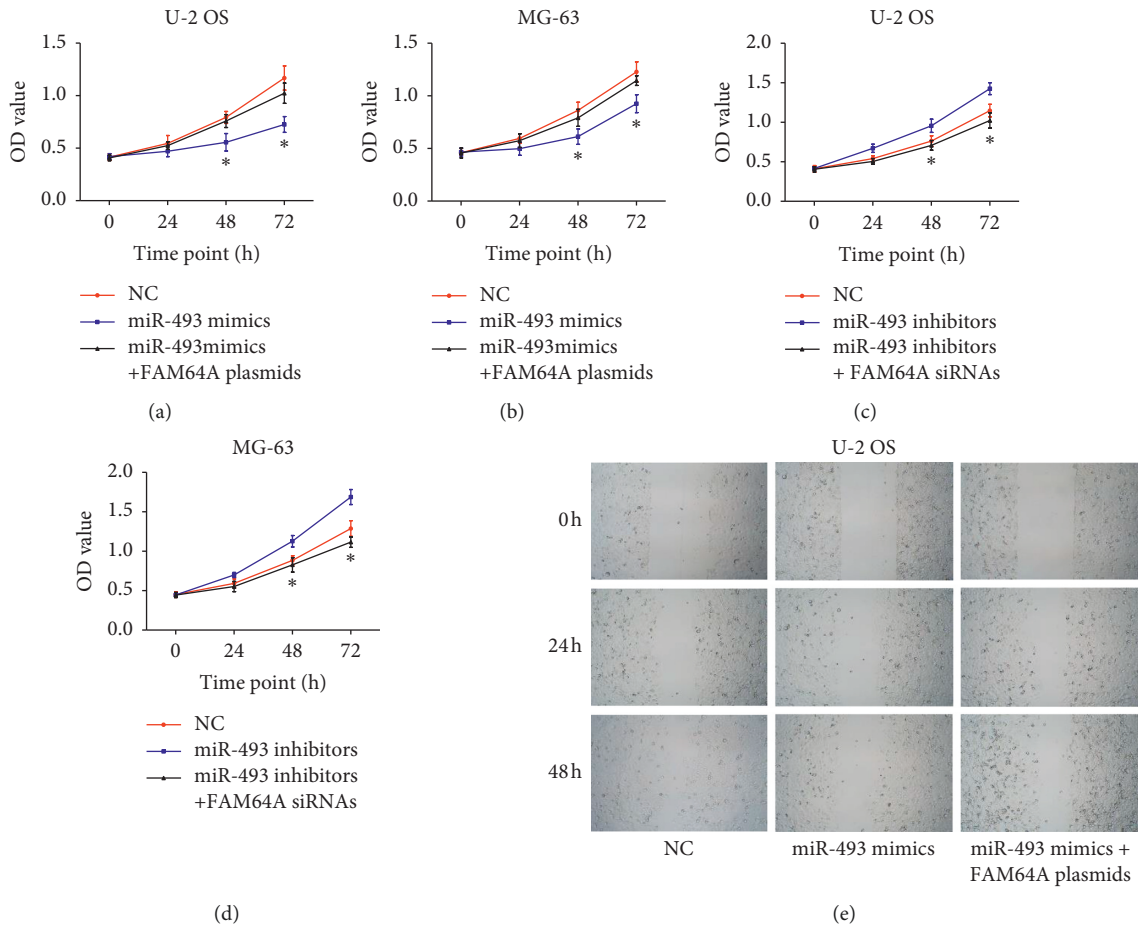 U-2 OS
1.5
1.0
0.5
0.0
OD value
0 24 48 72
* *
Time point (h)
NC
miR-493 mimics
miR-493mimics
+FAM64A plasmids
(a)
MG-63
1.5
1.0
0.5
0.0
OD value
0 24 48 72
* *
Time point (h)
NC
miR-493 mimics
miR-493mimics
+FAM64A plasmids
(b)
U-2 OS
2.0
1.5
1.0
0.5
0.0
OD value
0 24 48 72
* *
Time point (h)
NC
miR-493 inhibitors
miR-493 inhibitors
+ FAM64A siRNAs
(c)
MG-63
2.0
1.5
1.0
0.5
0.0
OD value
0 24 48 72
* *
Time point (h)
NC
miR-493 inhibitors
miR-493 inhibitors
+FAM64A siRNAs
(d)
U-2 OS
0 h
24 h
48 h
NC
miR-493 mimics
miR-493 mimics +
FAM64A plasmids
(e)